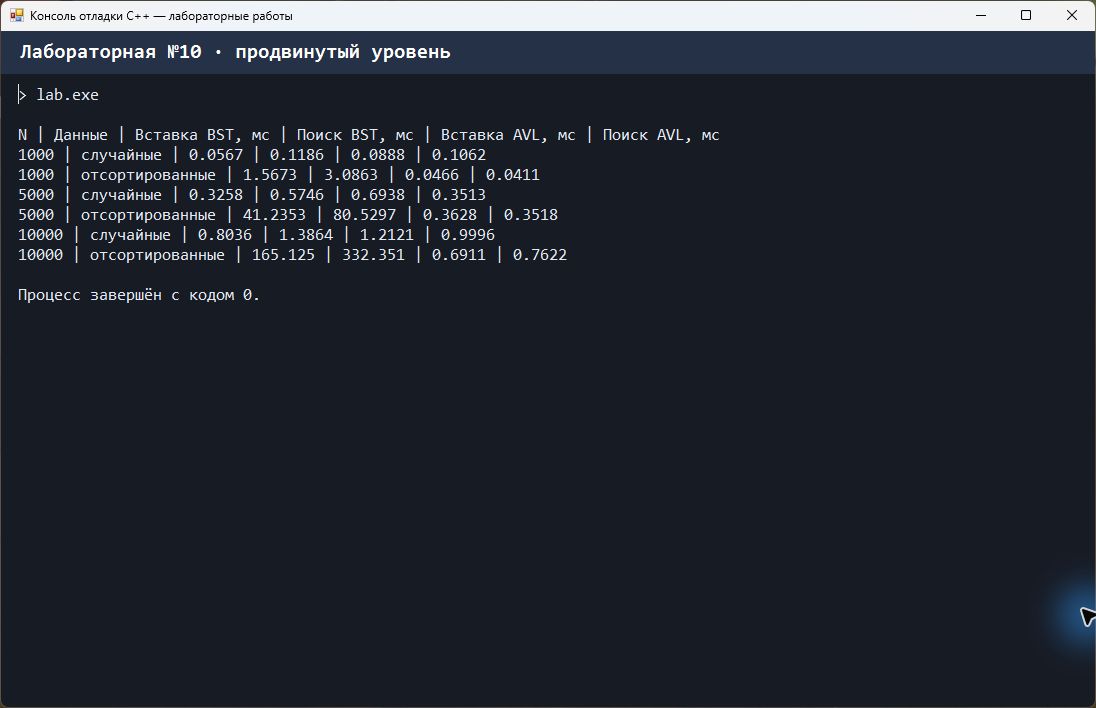 Консоль отладки C++ — лабораторные работы
Лабораторная №10 · продвинутый уровень
> lab.exe
N | Данные | Вставка BST, мс | Поиск BST, мс | Вставка AVL, мс | Поиск AVL, мс
1000 | случайные | 0.0567 | 0.1186 | 0.0888 | 0.1062
1000 | отсортированные | 1.5673 | 3.0863 | 0.0466 | 0.0411
5000 | случайные | 0.3258 | 0.5746 | 0.6938 | 0.3513
5000 | отсортированные | 41.2353 | 80.5297 | 0.3628 | 0.3518
10000 | случайные | 0.8036 | 1.3864 | 1.2121 | 0.9996
10000 | отсортированные | 165.125 | 332.351 | 0.6911 | 0.7622
Процесс завершён с кодом 0.